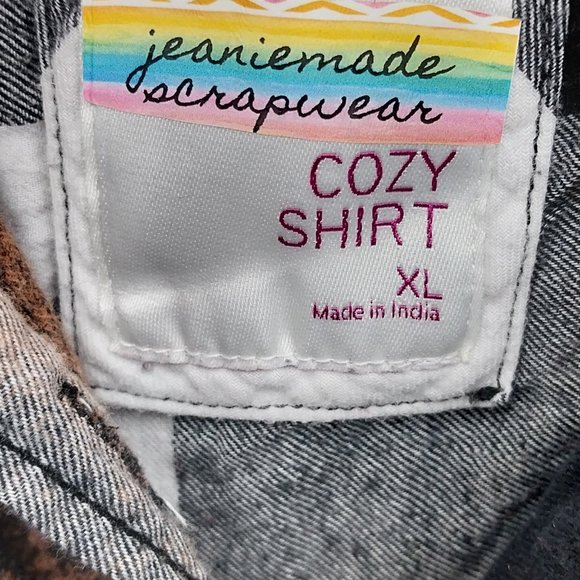 jeaniemade
scrapwear
COZY
SHIRT
XL
Made in India